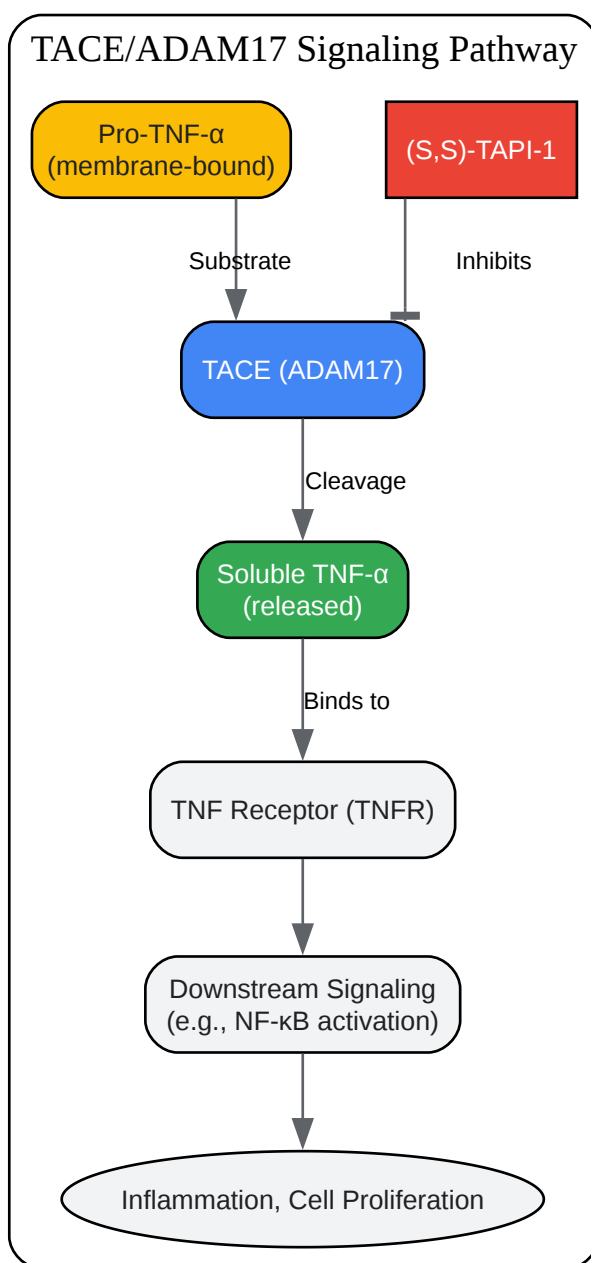 TACE/ADAM17 Signaling Pathway
Pro-TNF-α
(membrane-bound)
(S,S)-TAPI-1
Substrate
Inhibits
TACE (ADAM17)
Cleavage
Soluble TNF-α
(released)
Binds to
TNF Receptor (TNFR)
Downstream Signaling
(e.g., NF-κB activation)
Inflammation, Cell Proliferation